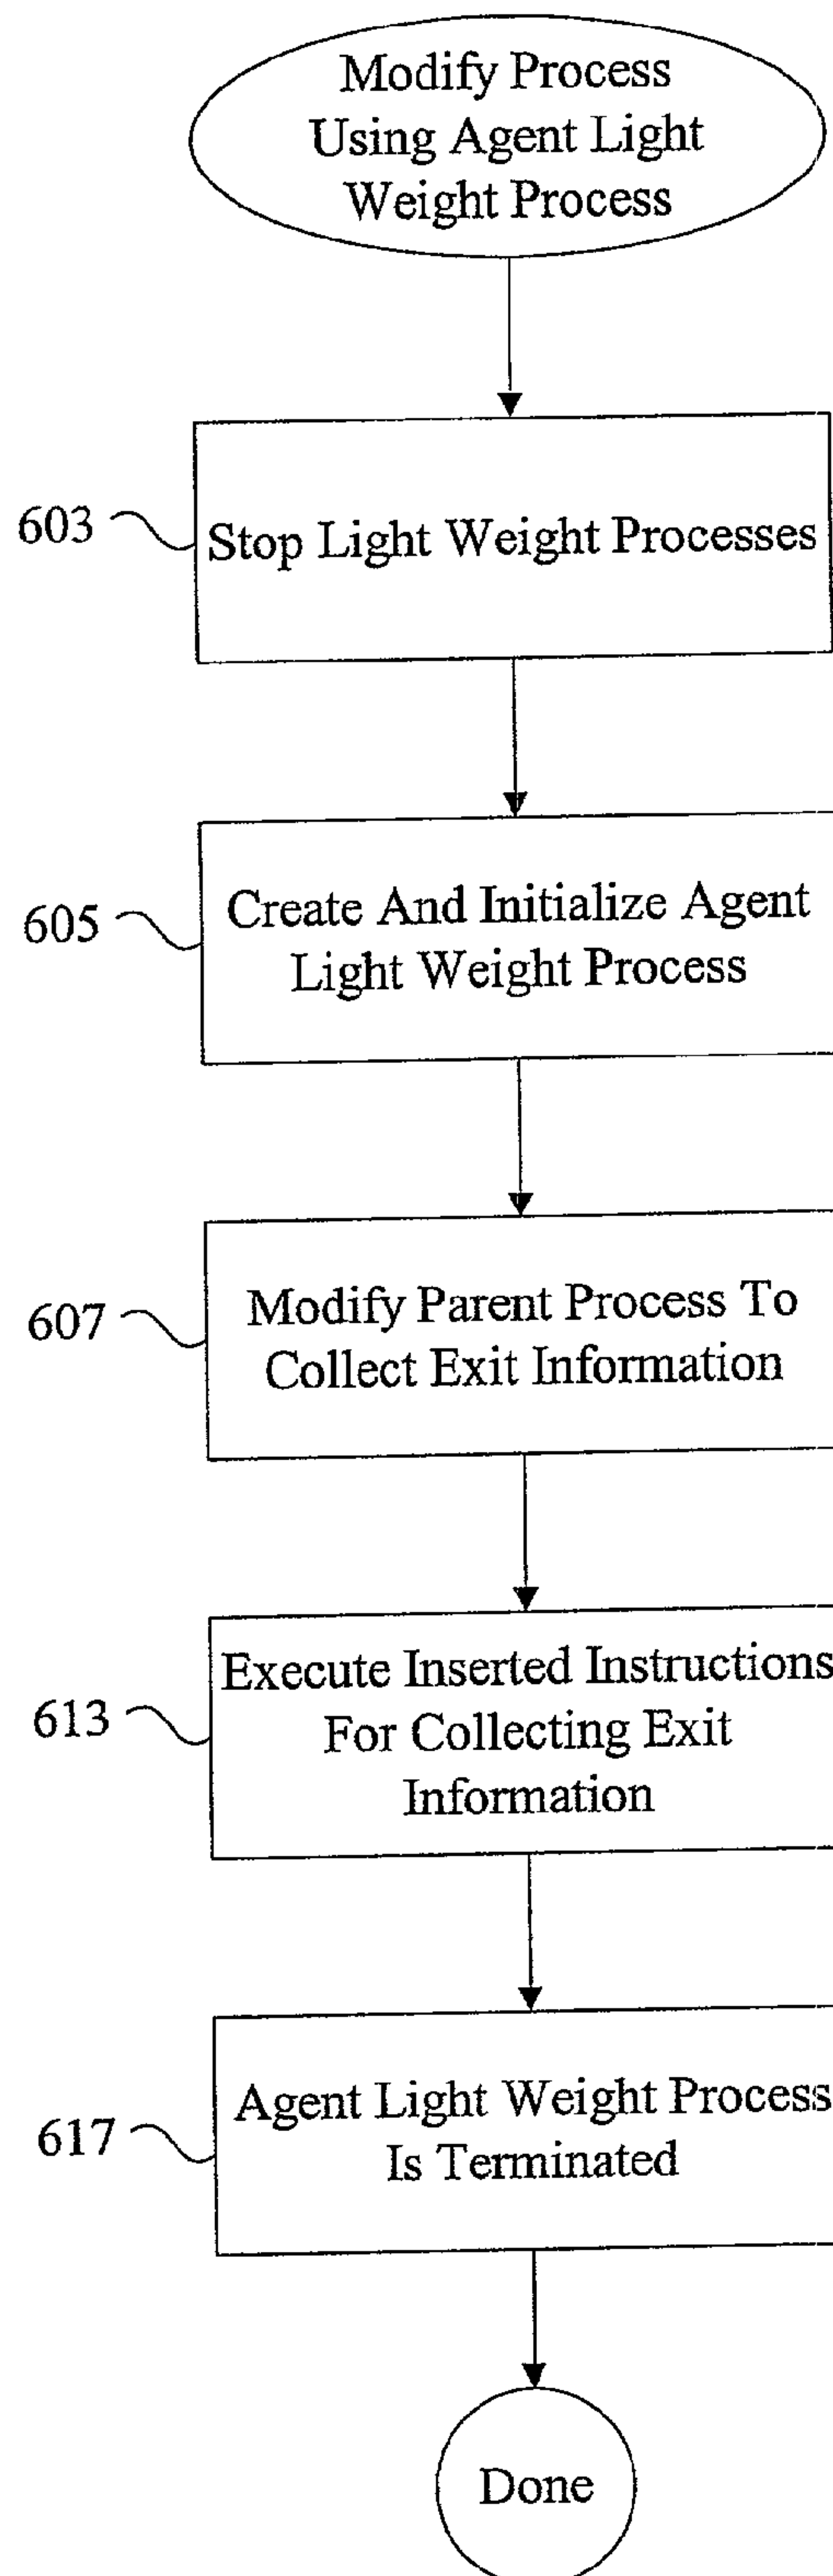 Modify Process
Using Agent Light
Weight Process
603
Stop Light Weight Processes
605
Create And Initialize Agent
Light Weight Process
607
Modify Parent Process To
Collect Exit Information
613
Execute Inserted Instructions
For Collecting Exit
Information
617
Agent Light Weight Process
Is Terminated
Done